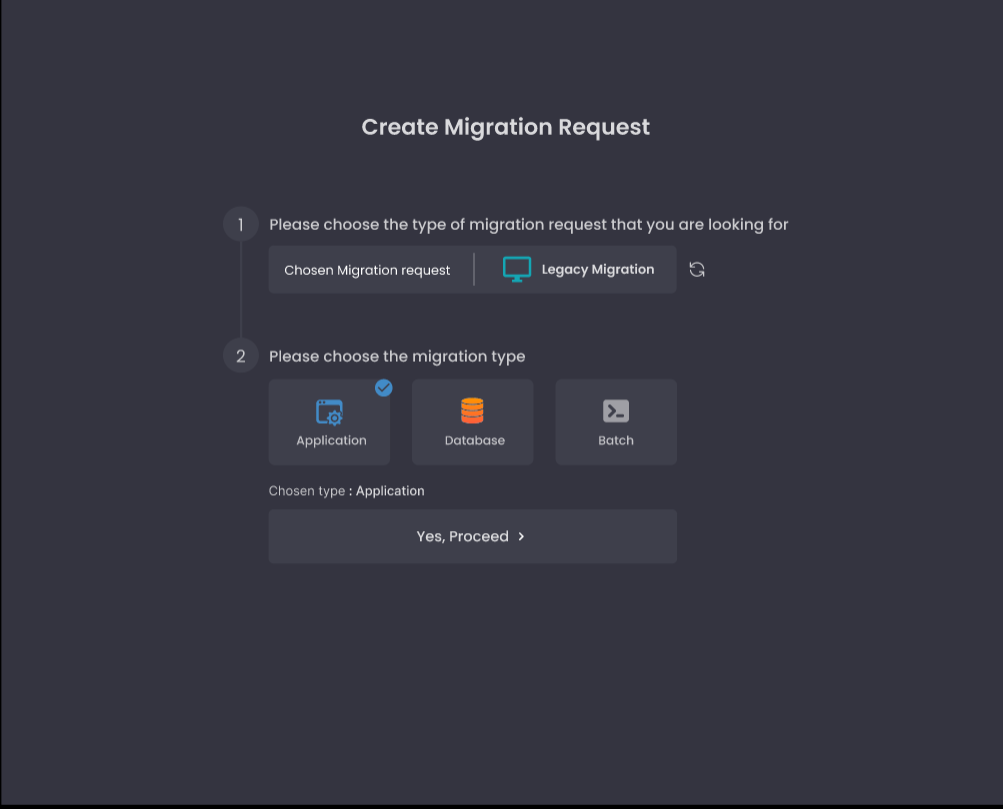 Create Migration Request
1 Please choose the type of migration request that you are looking for
Chosen Migration request Legacy Migration
2 Please choose the migration type
Application Database Batch
Chosen type : Application
Yes, Proceed >